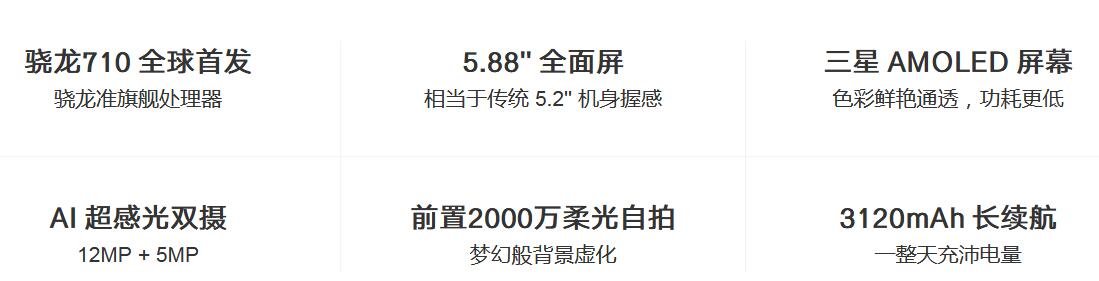 骁龙710 全球首发
骁龙准旗舰处理器
5.88" 全面屏
相当于传统 5.2" 机身握感
三星 AMOLED 屏幕
色彩鲜艳通透，功耗更低
AI 超感光双摄
12MP + 5MP
前置2000万柔光自拍
梦幻般背景虚化
3120mAh 长续航
一整天充沛电量